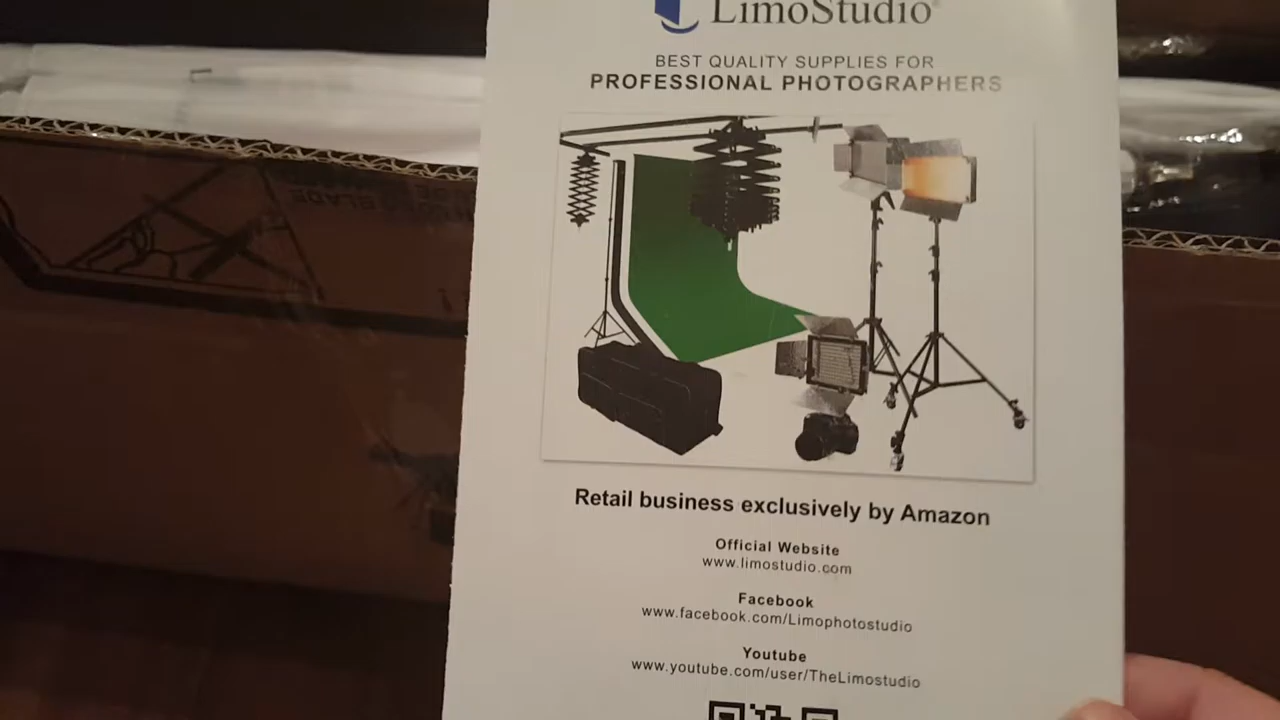 LimoStudio®
BEST QUALITY SUPPLIES FOR
PROFESSIONAL PHOTOGRAPHERS
Retail business exclusively by Amazon
Official Website
www.limostudio.com
Facebook
www.facebook.com/Limophotostudio
Youtube
www.youtube.com/user/TheLimostudio